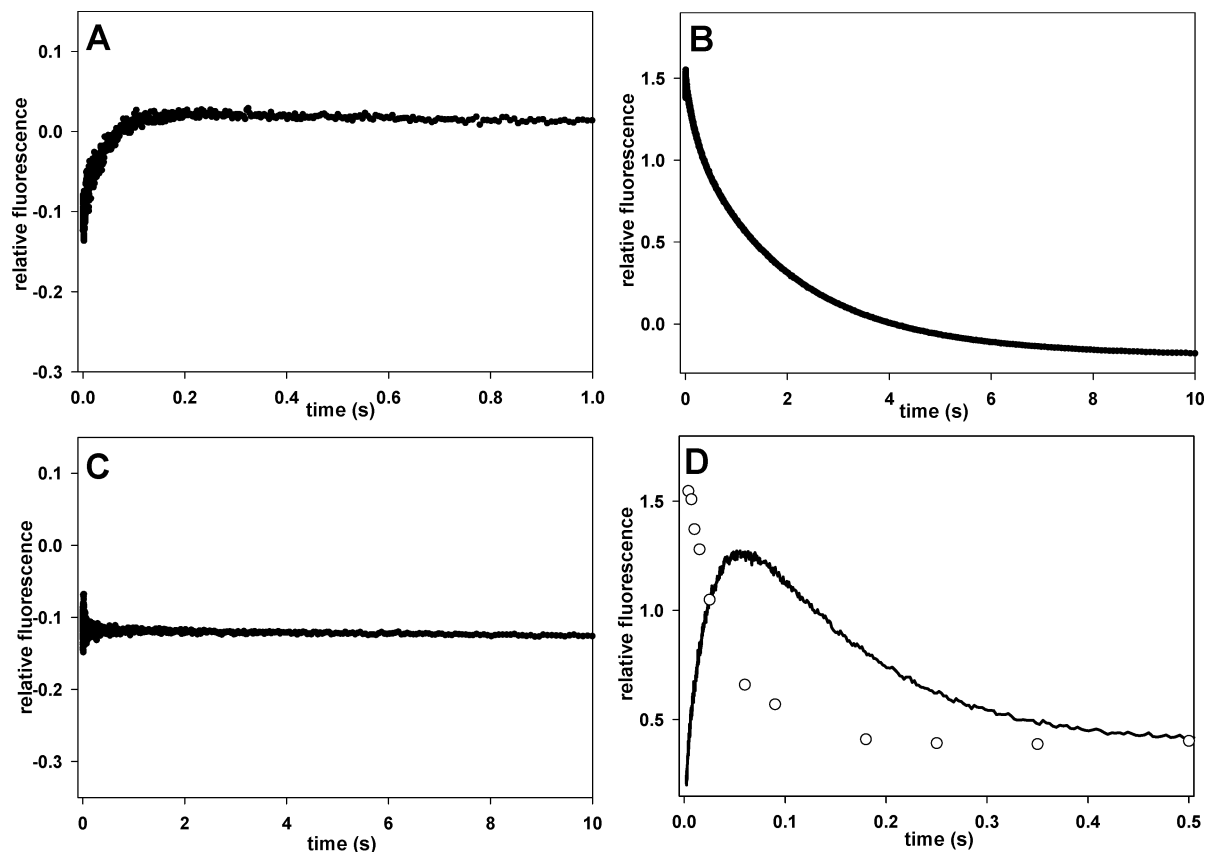 A
relative fluorescence
0.1
0.0
-0.1
-0.2
-0.3
0.0 0.2 0.4 0.6 0.8 1.0
time (s)
B
relative fluorescence
1.5
1.0
0.5
0.0
0 2 4 6 8 10
time (s)
C
relative fluorescence
0.1
0.0
-0.1
-0.2
-0.3
0 2 4 6 8 10
time (s)
D
relative fluorescence
1.5
1.0
0.5
0.0 0.1 0.2 0.3 0.4 0.5
time (s)